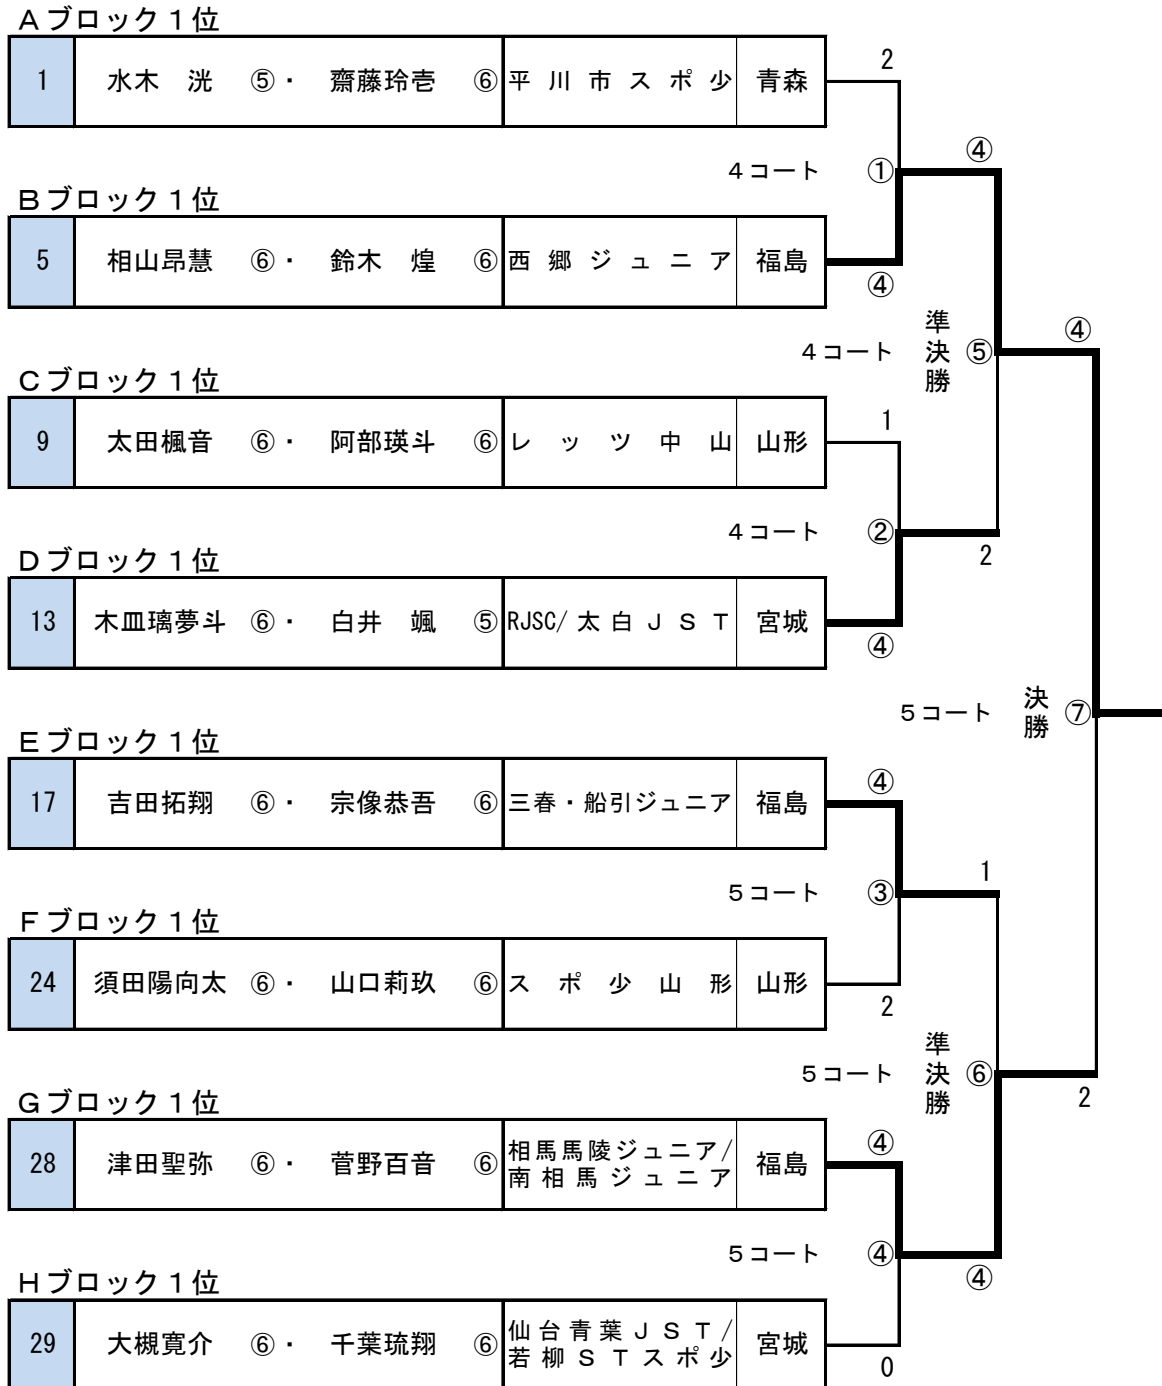 Aブロック１位
1 水木　洸 ⑤・ 齋藤玲壱 ⑥ 平川市スポ少 青森
2
4コート ①
④
Bブロック１位
5 相山昂慧 ⑥・ 鈴木　煌 ⑥ 西郷ジュニア 福島
④
4コート 準決勝 ⑤
④
Cブロック１位
9 太田楓音 ⑥・ 阿部瑛斗 ⑥ レッツ中山 山形
1
4コート ②
2
Dブロック１位
13 木皿璃夢斗 ⑥・ 白井　颯 ⑤ RJSC/太白ＪＳＴ 宮城
④
5コート 決勝 ⑦
Eブロック１位
17 吉田拓翔 ⑥・ 宗像恭吾 ⑥ 三春・船引ジュニア 福島
④
5コート ③
1
Fブロック１位
24 須田陽向太 ⑥・ 山口莉玖 ⑥ スポ少山形 山形
2
5コート 準決勝 ⑥
2
Gブロック１位
28 津田聖弥 ⑥・ 菅野百音 ⑥ 相馬馬陵ジュニア/
南相馬ジュニア 福島
④
5コート ④
④
Hブロック１位
29 大槻寛介 ⑥・ 千葉琉翔 ⑥ 仙台青葉ＪＳＴ/
若柳ＳＴスポ少 宮城
0